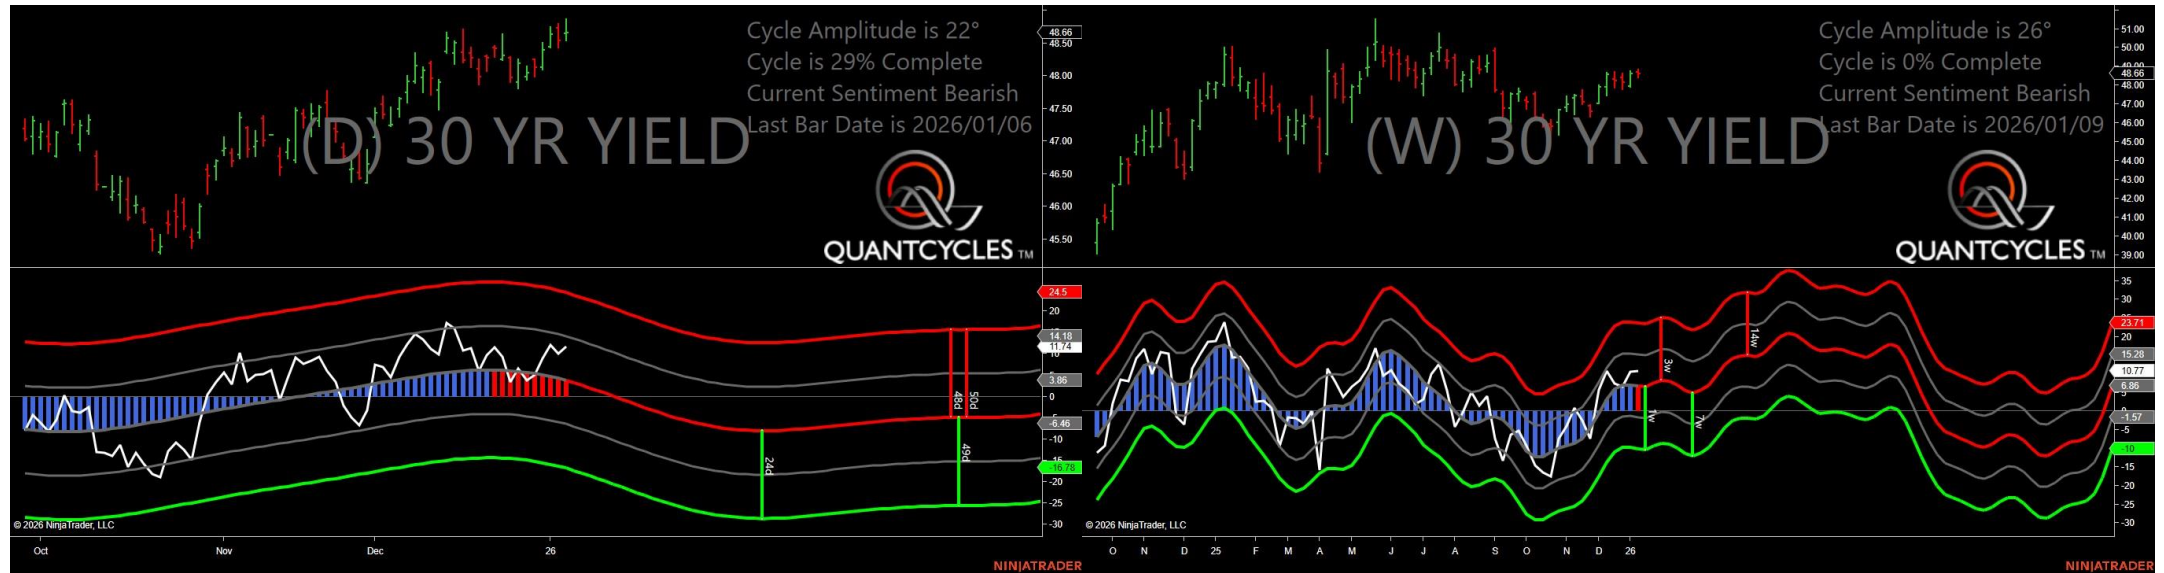 Cycle Amplitude is 22°
Cycle is 29% Complete
Current Sentiment Bearish
Last Bar Date is 2026/01/06
(D) 30 YR YIELD
QUANTCYCLES TM
48.66
48.50
48.00
47.50
47.00
46.50
46.00
45.50
24.5
20
14.18
11.74
10
3.86
0
-5
-6.46
-10
-15
-16.78
-20
-25
-30
24d
48d
50d
49d
© 2026 NinjaTrader, LLC
Oct
Nov
Dec
26
NINJATRADER
Cycle Amplitude is 26°
Cycle is 0% Complete
Current Sentiment Bearish
Last Bar Date is 2026/01/09
(W) 30 YR YIELD
QUANTCYCLES TM
51.00
50.00
49.00
48.66
48.00
47.00
46.00
45.00
44.00
43.00
42.00
41.00
40.00
39.00
35
30
23.71
20
15.28
10.77
6.86
5
0
-1.57
-5
-10
-15
-20
-25
-30
3w
14w
1w
7w
© 2026 NinjaTrader, LLC
O N D 25 F M A M J J A S O N D 26
NINJATRADER